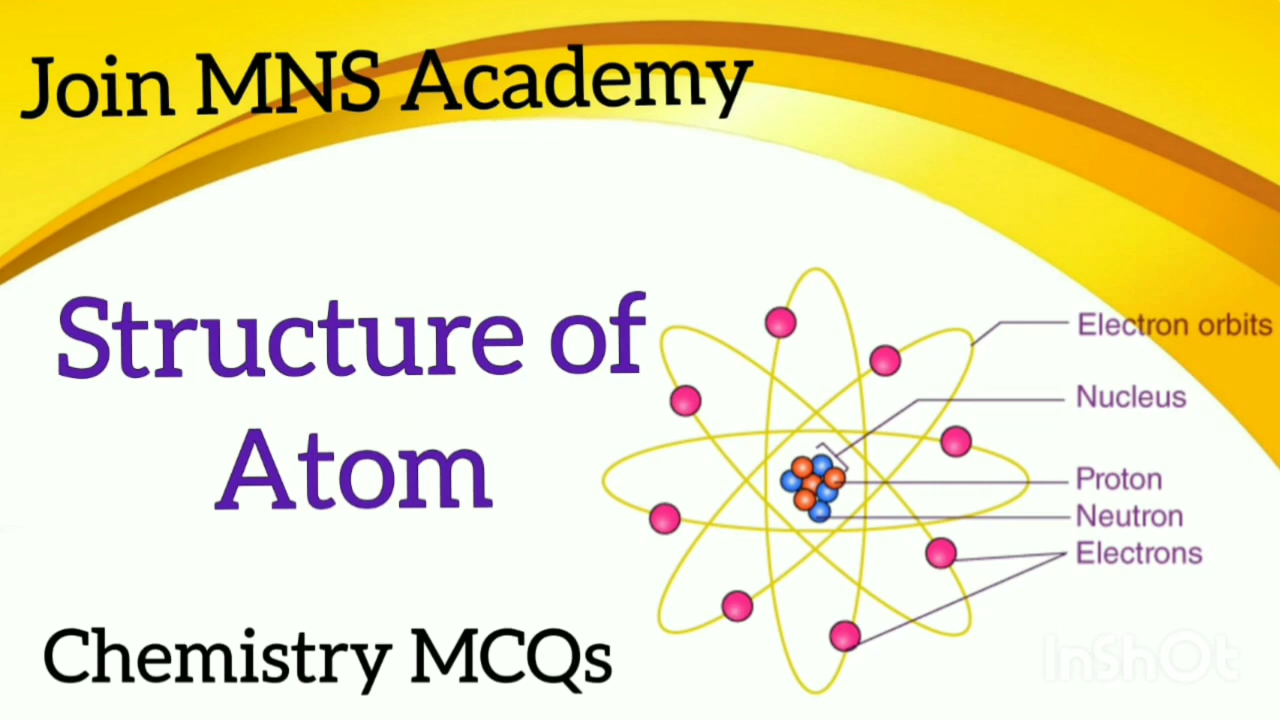 Join MNS Academy
Structure of
Atom
Electron orbits
Nucleus
Proton
Neutron
Electrons
Chemistry MCQs
InShOt